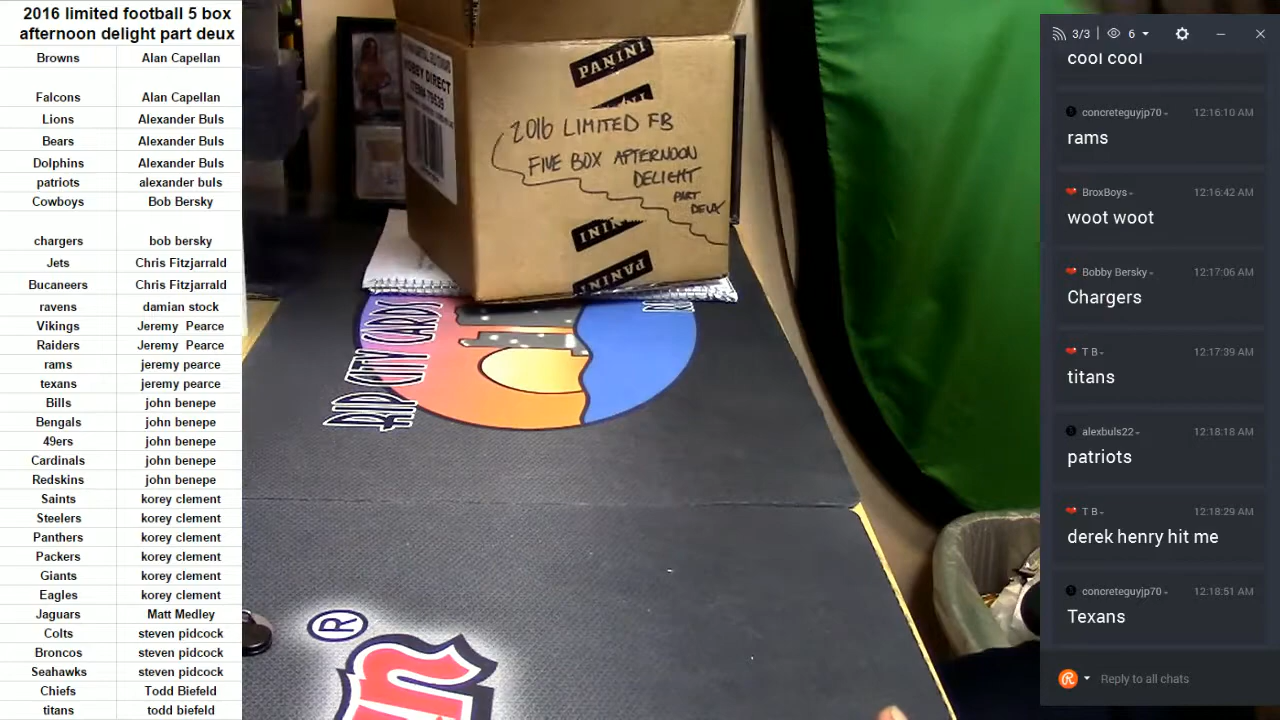 2016 limited football 5 box
afternoon delight part deux
Browns Alan Capellan
Falcons Alan Capellan
Lions Alexander Buls
Bears Alexander Buls
Dolphins Alexander Buls
patriots alexander buls
Cowboys Bob Bersky
chargers bob bersky
Jets Chris Fitzjarrald
Bucaneers Chris Fitzjarrald
ravens damian stock
Vikings Jeremy Pearce
Raiders Jeremy Pearce
rams jeremy pearce
texans jeremy pearce
Bills john benepe
Bengals john benepe
49ers john benepe
Cardinals john benepe
Redskins john benepe
Saints korey clement
Steelers korey clement
Panthers korey clement
Packers korey clement
Giants korey clement
Eagles korey clement
Jaguars Matt Medley
Colts steven pidcock
Broncos steven pidcock
Seahawks steven pidcock
Chiefs Todd Biefeld
titans todd biefeld
PANINI
2016 LIMITED FB
FIVE BOX AFTERNOON
DELIGHT
PART
DEUX
PANINI
RIP CITY CARDS
®
3/3 | 6
cool cool
concreteguyjp70 12:16:10 AM
rams
BroxBoys 12:16:42 AM
woot woot
Bobby Bersky 12:17:06 AM
Chargers
T B 12:17:39 AM
titans
alexbuls22 12:18:18 AM
patriots
T B 12:18:29 AM
derek henry hit me
concreteguyjp70 12:18:51 AM
Texans
Reply to all chats